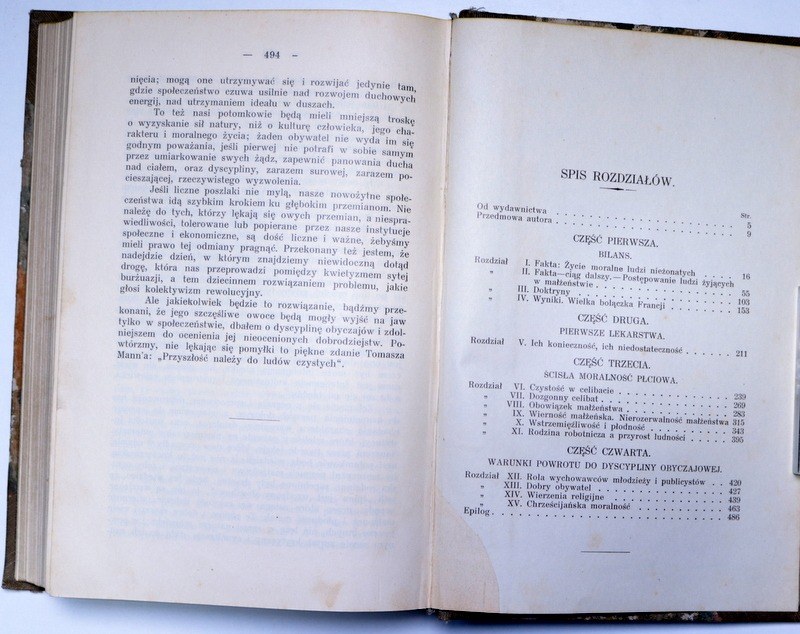 — 494 –
nięcia; mogą one utrzymywać się i rozwijać jedynie tam,
gdzie społeczeństwo czuwa usilnie nad rozwojem duchowych
energij, nad utrzymaniem ideału w duszach.
To też nasi potomkowie będą mieli mniejszą troskę
o wyzyskanie sił natury, niż o kulturę człowieka, jego cha-
rakteru i moralnego życia; żaden obywatel nie wyda im się
godnym poważania, jeśli pierwej nie potrafi w sobie samym
przez umiarkowanie swych żądz, zapewnić panowania ducha
nad ciałem, oraz dyscypliny, zarazem surowej, zarazem po-
cieszającej, rzeczywistego wyzwolenia.
Jeśli liczne poszlaki nie mylą, nasze nowożytne społe-
czeństwa idą szybkim krokiem ku głębokim przemianom. Nie
należę do tych, którzy lękają się owych przemian, a niespra-
wiedliwości, tolerowane lub popierane przez nasze instytucje
społeczne i ekonomiczne, są dość liczne i ważne, żebyśmy
mieli prawo tej odmiany pragnąć. Przekonany też jestem, że
nadejdzie dzień, w którym znajdziemy niewidoczną dotąd
drogę, która nas przeprowadzi pomiędzy kwietyzmem sytej
burżuazji, a tem dziecinnem rozwiązaniem problemu, jakie
głosi kolektywizm rewolucyjny.
Ale jakiekolwiek będzie to rozwiązanie, bądźmy prze-
konani, że jego szczęśliwe owoce będą mogły wyjść na jaw
tylko w społeczeństwie, dbałem o dyscyplinę obyczajów i zdol-
niejszem do ocenienia jej nieocenionych dobrodziejstw. Po-
wtórzmy, nie lękając się pomyłki to piękne zdanie Tomasza
Mann'a: „Przyszłość należy do ludów czystych“.
SPIS ROZDZIAŁÓW.
Str.
Od wydawnictwa . . . . . . . . . . . . . . . . 5
Przedmowa autora . . . . . . . . . . . . . . . . 9
CZĘŚĆ PIERWSZA.
BILANS.
Rozdział I. Fakta: Życie moralne ludzi nieżonatych . . . . 16
„ II. Fakta—ciąg dalszy.—Postępowanie ludzi żyjących
w małżeństwie . . . . . . . . . . . . 55
„ III. Doktryny . . . . . . . . . . . . . . 103
„ IV. Wyniki. Wielka bolączka Francji . . . . . . 153
CZĘŚĆ DRUGA.
PIERWSZE LEKARSTWA.
Rozdział V. Ich konieczność, ich niedostateczność . . . . . . 211
CZĘŚĆ TRZECIA.
ŚCISŁA MORALNOŚĆ PŁCIOWA.
Rozdział VI. Czystość w celibacie . . . . . . . . . . 239
„ VII. Dozgonny celibat . . . . . . . . . . . 269
„ VIII. Obowiązek małżeństwa . . . . . . . . . 283
„ IX. Wierność małżeńska. Nierozerwalność małżeństwa 315
„ X. Wstrzemięźliwość i płodność . . . . . . . . 343
„ XI. Rodzina robotnicza a przyrost ludności . . . . . 395
CZĘŚĆ CZWARTA.
WARUNKI POWROTU DO DYSCYPLINY OBYCZAJOWEJ.
Rozdział XII. Rola wychowawców młodzieży i publicystów . . 420
„ XIII. Dobry obywatel . . . . . . . . . . . . 427
„ XIV. Wierzenia religijne . . . . . . . . . . . 439
„ XV. Chrześcijańska moralność . . . . . . . . . 463
Epilog . . . . . . . . . . . . . . . . . . . . 486